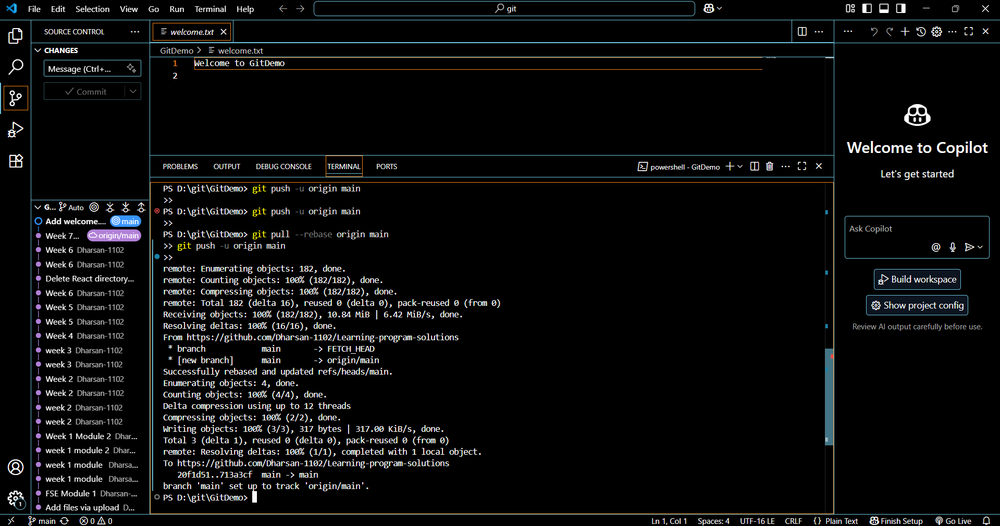 File Edit Selection View Go Run Terminal Help
git
SOURCE CONTROL
CHANGES
Message (Ctrl+...
Commit
G... Auto
Add welcome.... main
Week 7... origin/main
Week 6 Dharsan-1102
Week 6 Dharsan-1102
Delete React directory...
Week 6 Dharsan-1102
Week 5 Dharsan-1102
Week 5 Dharsan-1102
Week 4 Dharsan-1102
week 3 Dharsan-1102
week 3 Dharsan-1102
Week 2 Dharsan-1102
Week 2 Dharsan-1102
week 2 Dharsan-1102
week 2 Dharsan-1102
Week 1 Module 2 Dhar...
week 1 module 2 Dhar...
week 1 module Dharsa...
week 1 module Dharsa...
FSE Module 1 Dharsan-...
Add files via upload D...
1
welcome.txt
GitDemo > welcome.txt
1 Welcome to GitDemo
2
PROBLEMS OUTPUT DEBUG CONSOLE TERMINAL PORTS
powershell - GitDemo
PS D:\git\GitDemo> git push -u origin main
>>
PS D:\git\GitDemo> git push -u origin main
>>
PS D:\git\GitDemo> git pull --rebase origin main
>> git push -u origin main
>>
remote: Enumerating objects: 182, done.
remote: Counting objects: 100% (182/182), done.
remote: Compressing objects: 100% (182/182), done.
remote: Total 182 (delta 16), reused 0 (delta 0), pack-reused 0 (from 0)
Receiving objects: 100% (182/182), 10.84 MiB | 6.42 MiB/s, done.
Resolving deltas: 100% (16/16), done.
From https://github.com/Dharsan-1102/Learning-program-solutions
* branch main -> FETCH_HEAD
* [new branch] main -> origin/main
Successfully rebased and updated refs/heads/main.
Enumerating objects: 4, done.
Counting objects: 100% (4/4), done.
Delta compression using up to 12 threads
Compressing objects: 100% (2/2), done.
Writing objects: 100% (3/3), 317 bytes | 317.00 KiB/s, done.
Total 3 (delta 1), reused 0 (delta 0), pack-reused 0 (from 0)
remote: Resolving deltas: 100% (1/1), completed with 1 local object.
To https://github.com/Dharsan-1102/Learning-program-solutions
20f1d51..713a3cf main -> main
branch 'main' set up to track 'origin/main'.
PS D:\git\GitDemo>
Welcome to Copilot
Let's get started
Ask Copilot
@
Build workspace
Show project config
Review AI output carefully before use.
main 0 0
Ln 1, Col 1 Spaces: 4 UTF-16 LE CRLF {} Plain Text Finish Setup Go Live